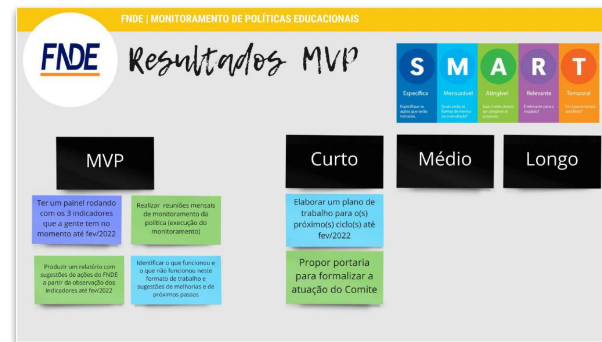 FNDE | MONITORAMENTO DE POLÍTICAS EDUCACIONAIS
FNDE
Resultados MVP
S M A R T
Específica Mensurável Atingível Relevante Temporal
MVP
Ter um painel rodando
com os 3 indicadores
que a gente tem no
momento até fev/2022
Realizar reuniões mensais
de monitoramento da
política (execução do
monitoramento)
Produzir um relatório com
sugestões de ações do FNDE
a partir da observação dos
indicadores até fev/2022
Identificar o que funcionou e
o que não funcionou neste
formato de trabalho e
sugestões de melhorias e de
próximos passos
Curto
Elaborar um plano de
trabalho para o(s)
próximo(s) ciclo(s) até
fev/2022
Propor portaria
para formalizar a
atuação do Comite
Médio
Longo